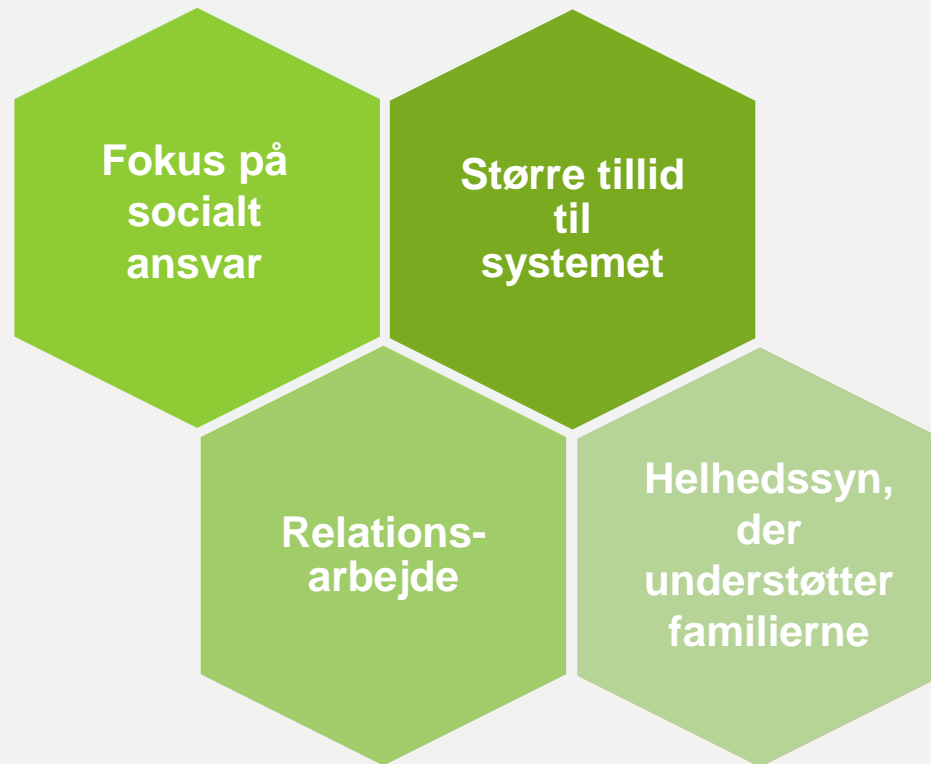 Fokus på
socialt
ansvar
Større tillid
til
systemet
Relations-
arbejde
Helhedssyn,
der
understøtter
familierne